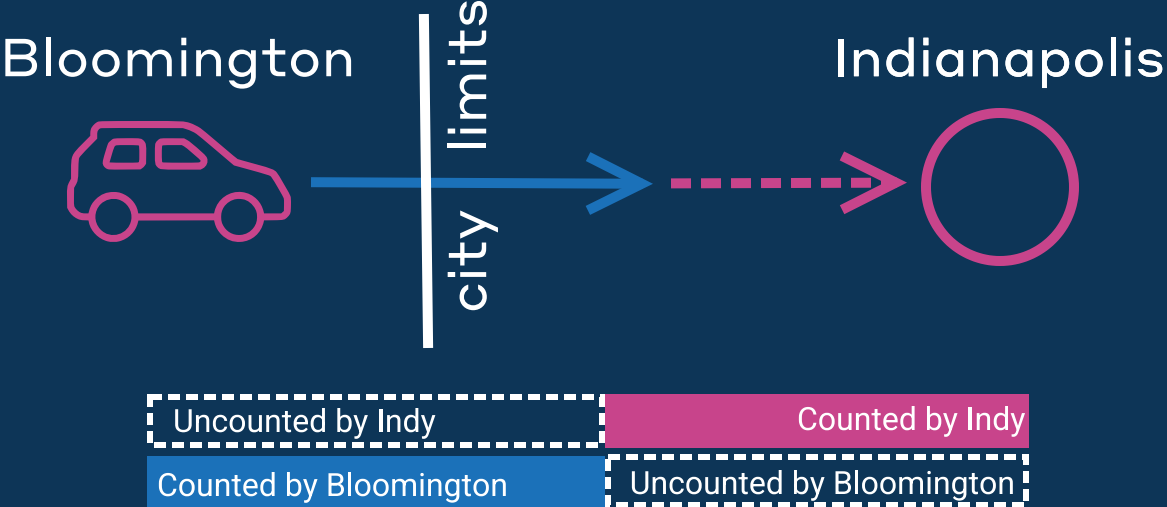 Bloomington
Indianapolis
city limits
Uncounted by Indy
Counted by Indy
Counted by Bloomington
Uncounted by Bloomington